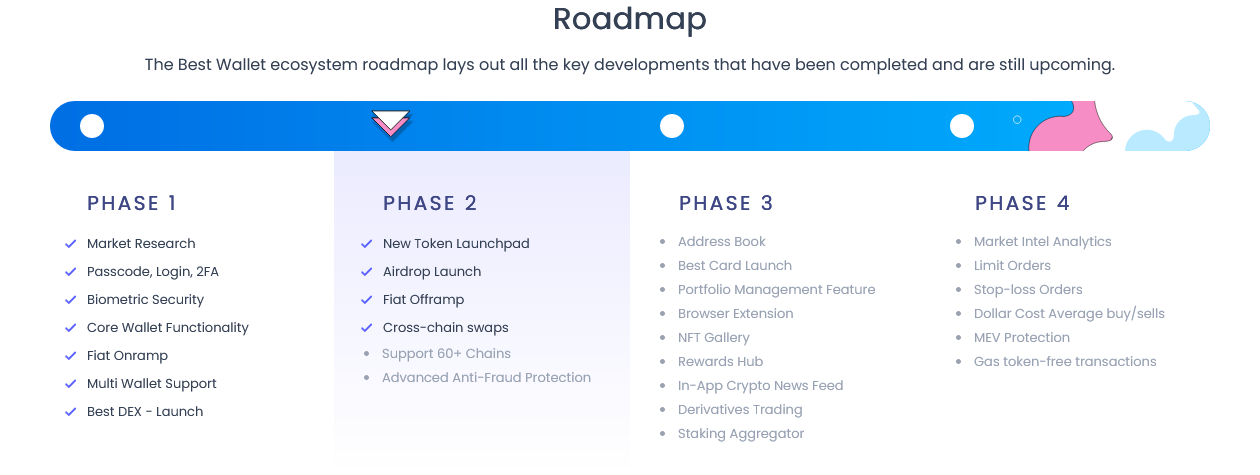 Roadmap
The Best Wallet ecosystem roadmap lays out all the key developments that have been completed and are still upcoming.
PHASE 1
Market Research
Passcode, Login, 2FA
Biometric Security
Core Wallet Functionality
Fiat Onramp
Multi Wallet Support
Best DEX - Launch
PHASE 2
New Token Launchpad
Airdrop Launch
Fiat Offramp
Cross-chain swaps
Support 60+ Chains
Advanced Anti-Fraud Protection
PHASE 3
Address Book
Best Card Launch
Portfolio Management Feature
Browser Extension
NFT Gallery
Rewards Hub
In-App Crypto News Feed
Derivatives Trading
Staking Aggregator
PHASE 4
Market Intel Analytics
Limit Orders
Stop-loss Orders
Dollar Cost Average buy/sells
MEV Protection
Gas token-free transactions